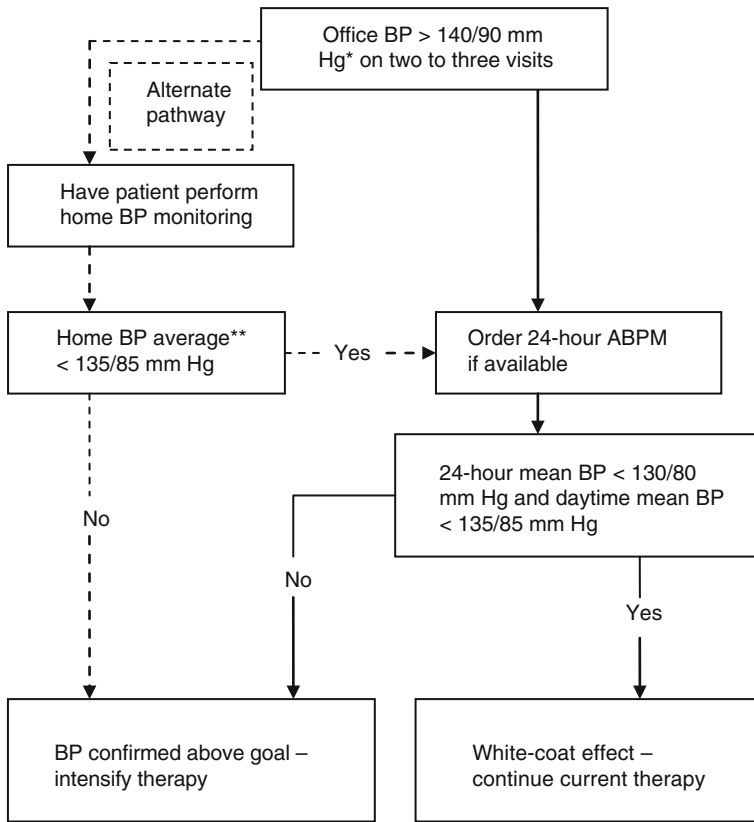 Office BP > 140/90 mm
Hg* on two to three visits
Alternate
pathway
Have patient perform
home BP monitoring
Home BP average**
< 135/85 mm Hg
Yes
Order 24-hour ABPM
if available
24-hour mean BP < 130/80
mm Hg and daytime mean BP
< 135/85 mm Hg
No
No
Yes
BP confirmed above goal –
intensify therapy
White-coat effect –
continue current therapy